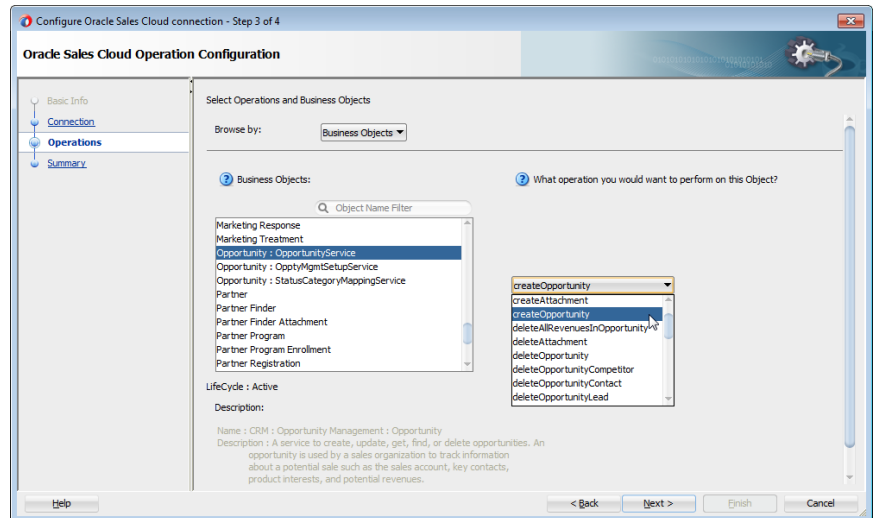 Configure Oracle Sales Cloud connection - Step 3 of 4
Oracle Sales Cloud Operation Configuration
Basic Info
Connection
Operations
Summary
Select Operations and Business Objects
Browse by:
Business Objects
Business Objects:
What operation you would want to perform on this Object?
Object Name Filter
Marketing Response
Marketing Treatment
Opportunity : OpportunityService
Opportunity : OpptyMgmtSetupService
Opportunity : StatusCategoryMappingService
Partner
Partner Finder
Partner Finder Attachment
Partner Program
Partner Program Enrollment
Partner Registration
createOpportunity
createAttachment
createOpportunity
deleteAllRevenuesInOpportunity
deleteAttachment
deleteOpportunity
deleteOpportunityCompetitor
deleteOpportunityContact
deleteOpportunityLead
LifeCycle : Active
Description:
Name : CRM : Opportunity Management : Opportunity
Description : A service to create, update, get, find, or delete opportunities. An
opportunity is used by a sales organization to track information
about a potential sale such as the sales account, key contacts,
product interests, and potential revenues.
Help
< Back
Next >
Finish
Cancel